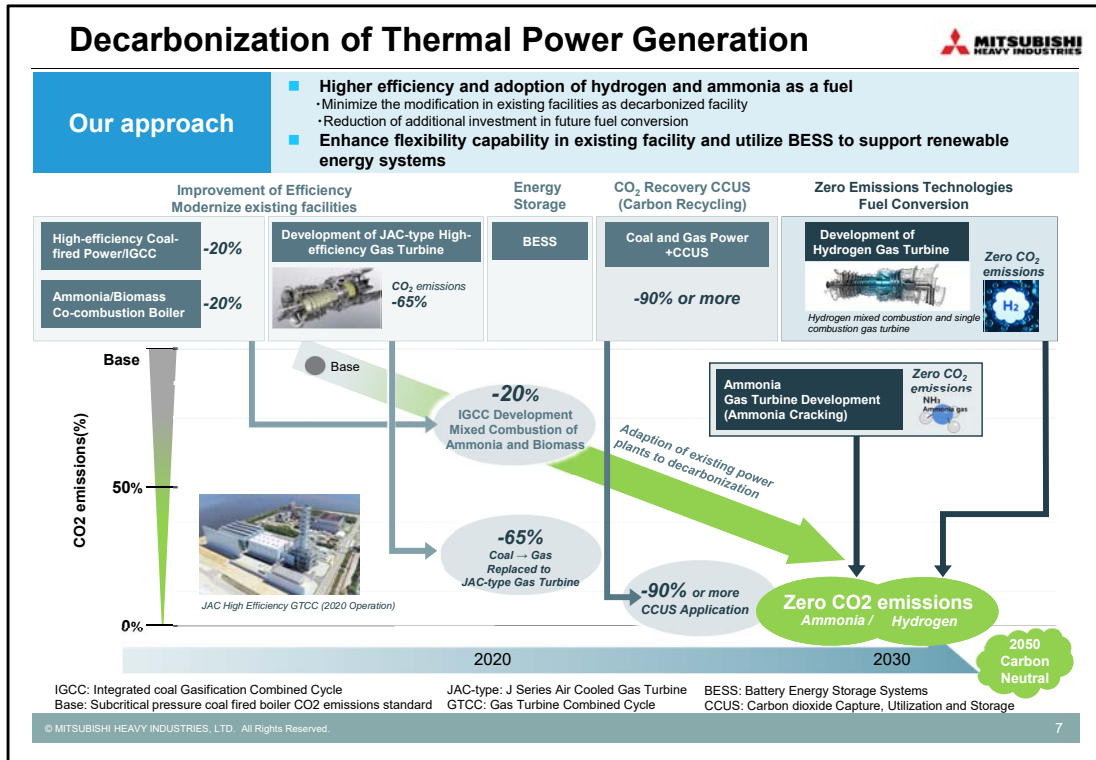 Decarbonization of Thermal Power Generation
MITSUBISHI
HEAVY INDUSTRIES
Our approach
Higher efficiency and adoption of hydrogen and ammonia as a fuel
・Minimize the modification in existing facilities as decarbonized facility
・Reduction of additional investment in future fuel conversion
Enhance flexibility capability in existing facility and utilize BESS to support renewable
energy systems
Improvement of Efficiency
Modernize existing facilities
Energy
Storage
CO2 Recovery CCUS
(Carbon Recycling)
Zero Emissions Technologies
Fuel Conversion
High-efficiency Coal-
fired Power/IGCC
-20%
Ammonia/Biomass
Co-combustion Boiler
-20%
Development of JAC-type High-
efficiency Gas Turbine
CO2 emissions
-65%
BESS
Coal and Gas Power
+CCUS
-90% or more
Development of
Hydrogen Gas Turbine
Zero CO2
emissions
H2
Hydrogen mixed combustion and single
combustion gas turbine
Base
Base
-20%
IGCC Development
Mixed Combustion of
Ammonia and Biomass
Ammonia
Gas Turbine Development
(Ammonia Cracking)
Zero CO2
emissions
NH3
Ammonia gas
Adaption of existing power
plants to decarbonization
CO2 emissions(%)
50%
-65%
Coal → Gas
Replaced to
JAC-type Gas Turbine
JAC High Efficiency GTCC (2020 Operation)
-90% or more
CCUS Application
Zero CO2 emissions
Ammonia / Hydrogen
0%
2020
2030
2050
Carbon
Neutral
IGCC: Integrated coal Gasification Combined Cycle
JAC-type: J Series Air Cooled Gas Turbine
BESS: Battery Energy Storage Systems
Base: Subcritical pressure coal fired boiler CO2 emissions standard
GTCC: Gas Turbine Combined Cycle
CCUS: Carbon dioxide Capture, Utilization and Storage
© MITSUBISHI HEAVY INDUSTRIES, LTD. All Rights Reserved.
7